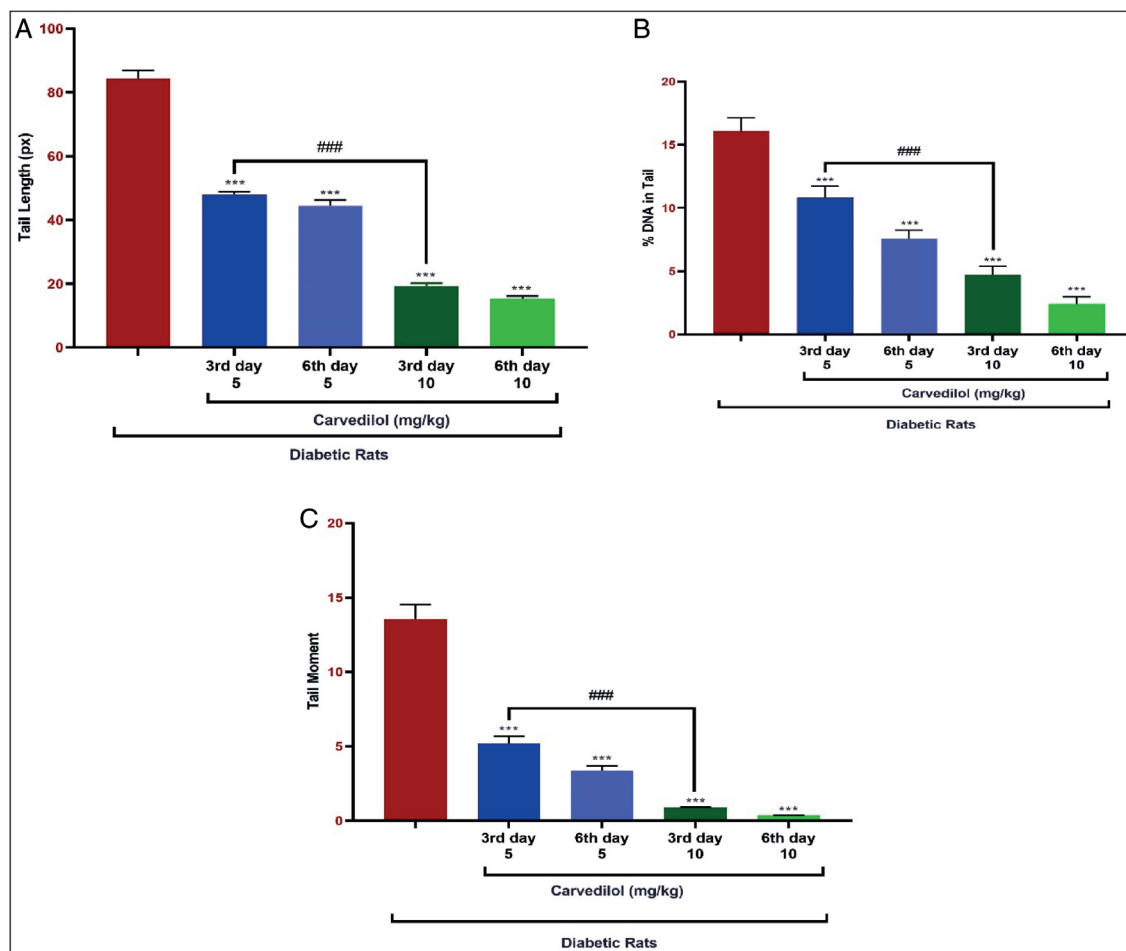 A
Tail Length (px)
100
80
60
40
20
0
###
***
***
***
***
3rd day 6th day 3rd day 6th day
5 5 10 10
Carvedilol (mg/kg)
Diabetic Rats
B
% DNA in Tail
20
15
10
5
0
###
***
***
***
***
3rd day 6th day 3rd day 6th day
5 5 10 10
Carvedilol (mg/kg)
Diabetic Rats
C
Tail Moment
20
15
10
5
0
###
***
***
***
***
3rd day 6th day 3rd day 6th day
5 5 10 10
Carvedilol (mg/kg)
Diabetic Rats